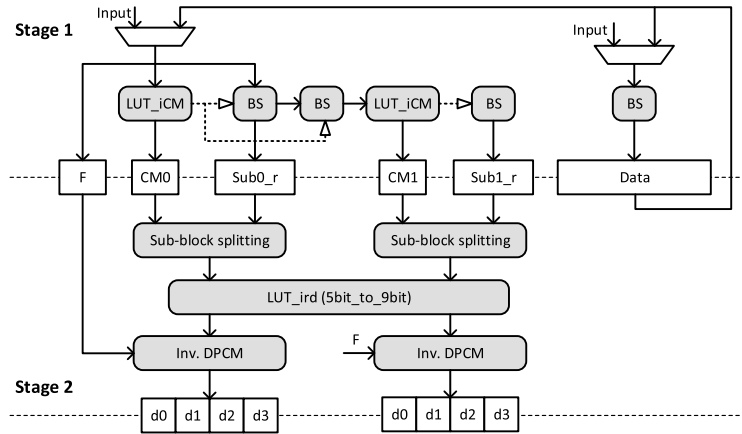 Input
Stage 1
Input
LUT_iCM
BS
BS
LUT_iCM
BS
BS
F
CM0
Sub0_r
CM1
Sub1_r
Data
Sub-block splitting
Sub-block splitting
LUT_ird (5bit_to_9bit)
F
Inv. DPCM
Inv. DPCM
Stage 2
d0 d1 d2 d3
d0 d1 d2 d3